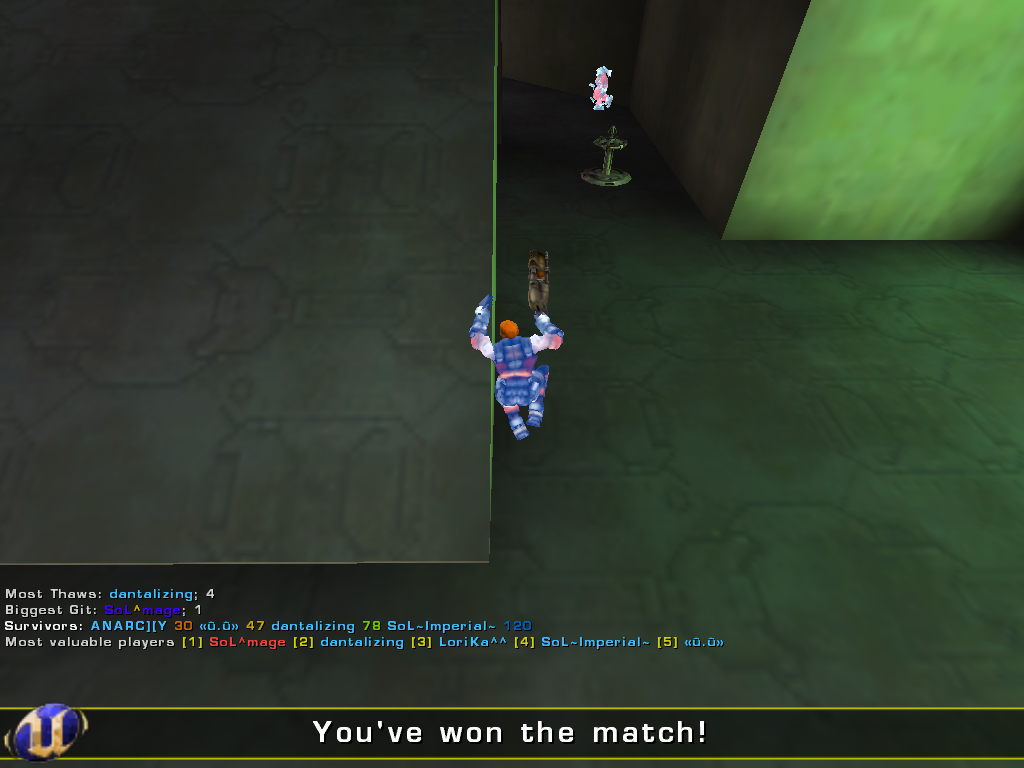 Most Thaws: dantalizing; 4
Biggest Git: SoL^mage; 1
Survivors: ANARC][Y 30 «ü.ü» 47 dantalizing 78 SoL~Imperial~ 120
Most valuable players [1] SoL^mage [2] dantalizing [3] LoriKa^^ [4] SoL~Imperial~ [5] «ü.ü»
You've won the match!